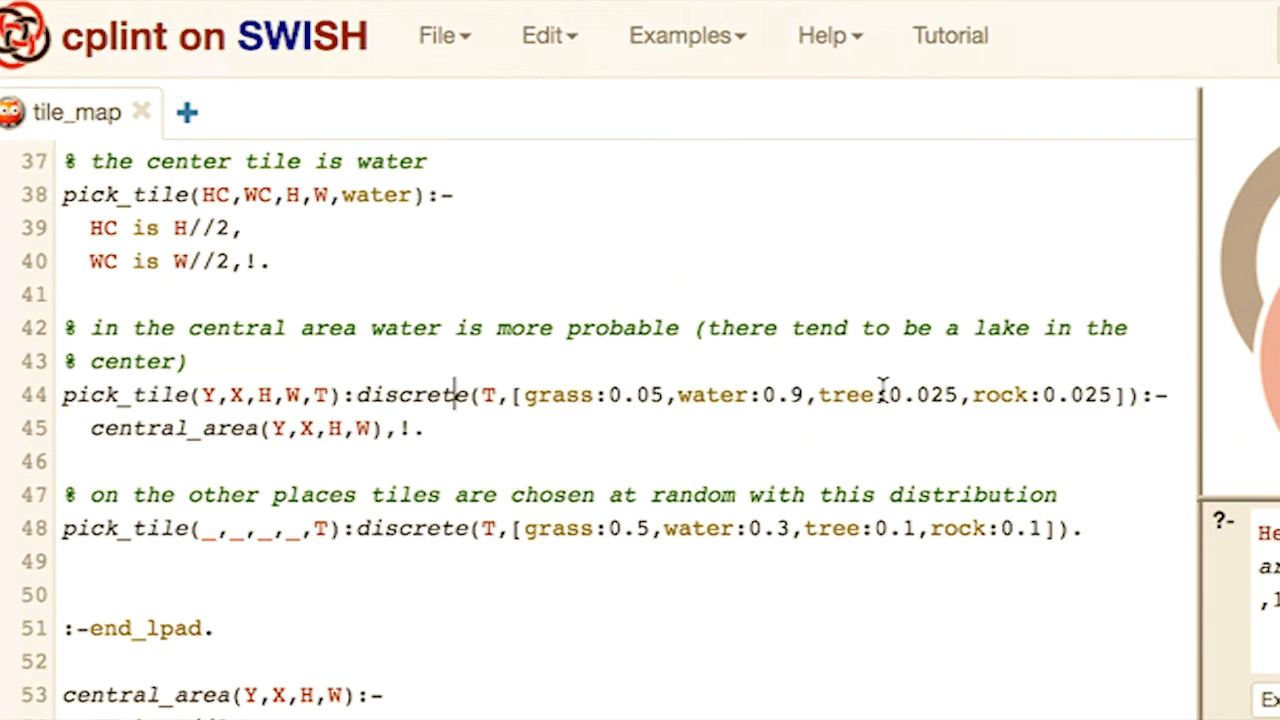 cplint on SWISH File Edit Examples Help Tutorial
tile_map
37 % the center tile is water
38 pick_tile(HC,WC,H,W,water):-
39 HC is H//2,
40 WC is W//2,!.
41
42 % in the central area water is more probable (there tend to be a lake in the
43 % center)
44 pick_tile(Y,X,H,W,T):discrete(T,[grass:0.05,water:0.9,tree:0.025,rock:0.025]):-
45 central_area(Y,X,H,W),!.
46
47 % on the other places tiles are chosen at random with this distribution
48 pick_tile(_,_,_,_,T):discrete(T,[grass:0.5,water:0.3,tree:0.1,rock:0.1]).
49
50
51 :-end_lpad.
52
53 central_area(Y,X,H,W):-
?-